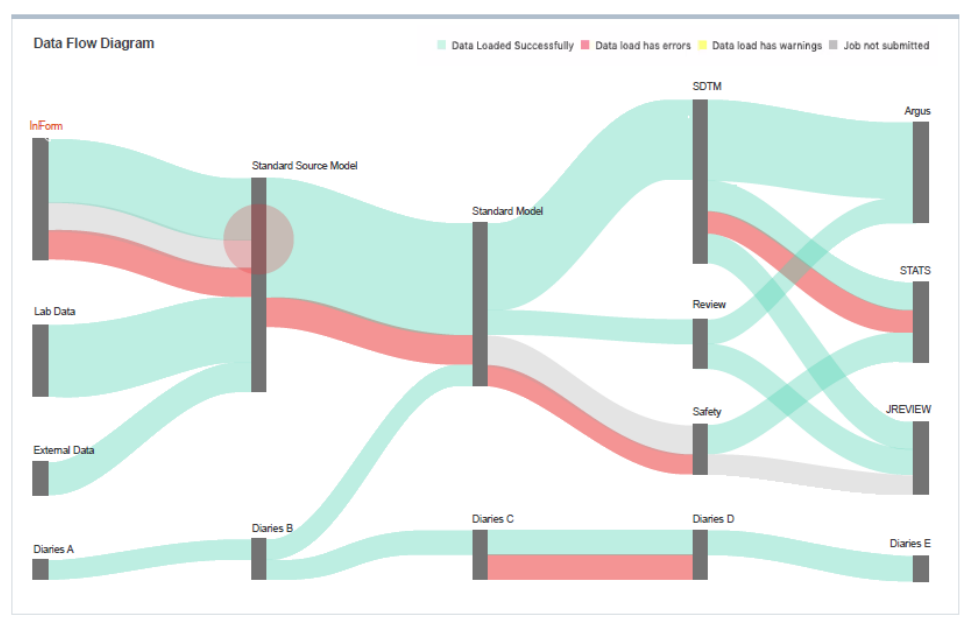 Data Flow Diagram
Data Loaded Successfully
Data load has errors
Data load has warnings
Job not submitted
InForm
Standard Source Model
Standard Model
SDTM
Argus
Lab Data
Review
STATS
External Data
Safety
JREVIEW
Diaries A
Diaries B
Diaries C
Diaries D
Diaries E